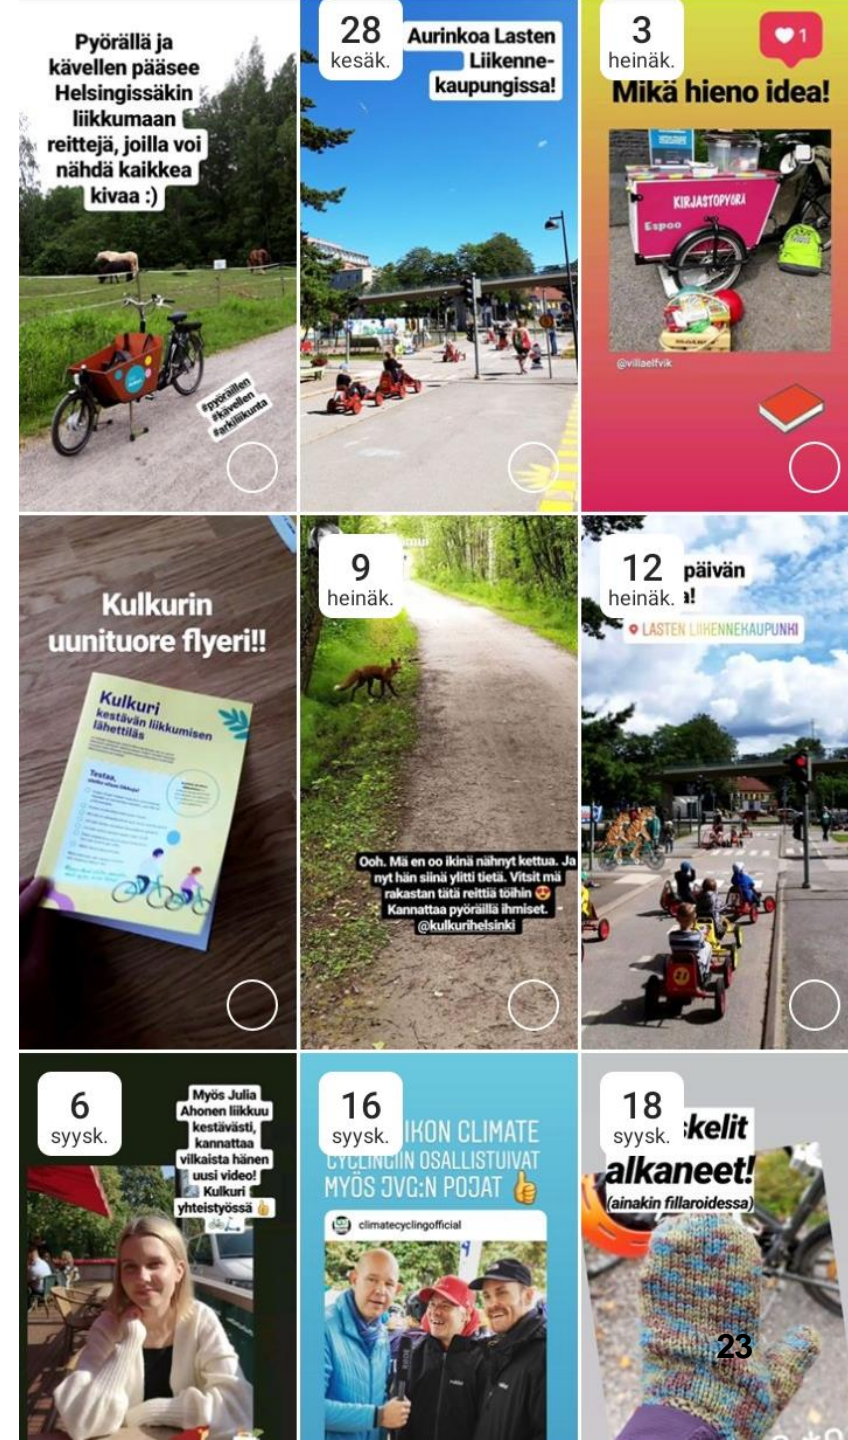 Pyörällä ja
kävellen pääsee
Helsingissäkin
liikkumaan
reittejä, joilla voi
nähdä kaikkea
kivaa :)
#pyöräillen
#kävellen
#arkiliikunta
28
kesäk.
Aurinkoa Lasten
Liikenne-
kaupungissa!
3
heinäk.
1
Mikä hieno idea!
KIRJASTOPYÖRÄ
Espoo
@villaelfvik
Kulkurin
uunituore flyeri!!
Kulkuri
kestävän liikkumisen
lähettiläs
Testaa,
9
heinäk.
Ooh. Mä en oo ikinä nähnyt kettua. Ja
nyt hän siinä ylitti tietä. Vitsit mä
rakastan tätä reittiä töihin 😍
Kannattaa pyöräillä ihmiset.
@kulkurihelsinki
12
heinäk.
päivän
a!
LASTEN LIIKENNEKAUPUNKI
21
6
syysk.
Myös Julia
Ahonen liikkuu
kestävästi,
kannattaa
vilkaista hänen
uusi video!
Kulkuri
yhteistyössä 👍
16
syysk.
IKON CLIMATE
CYCLINGIIN OSALLISTUIVAT
MYÖS JVG:N POJAT 👍
climatecyclingofficial
18
syysk.
skelit
alkaneet!
(ainakin fillaroidessa)
23